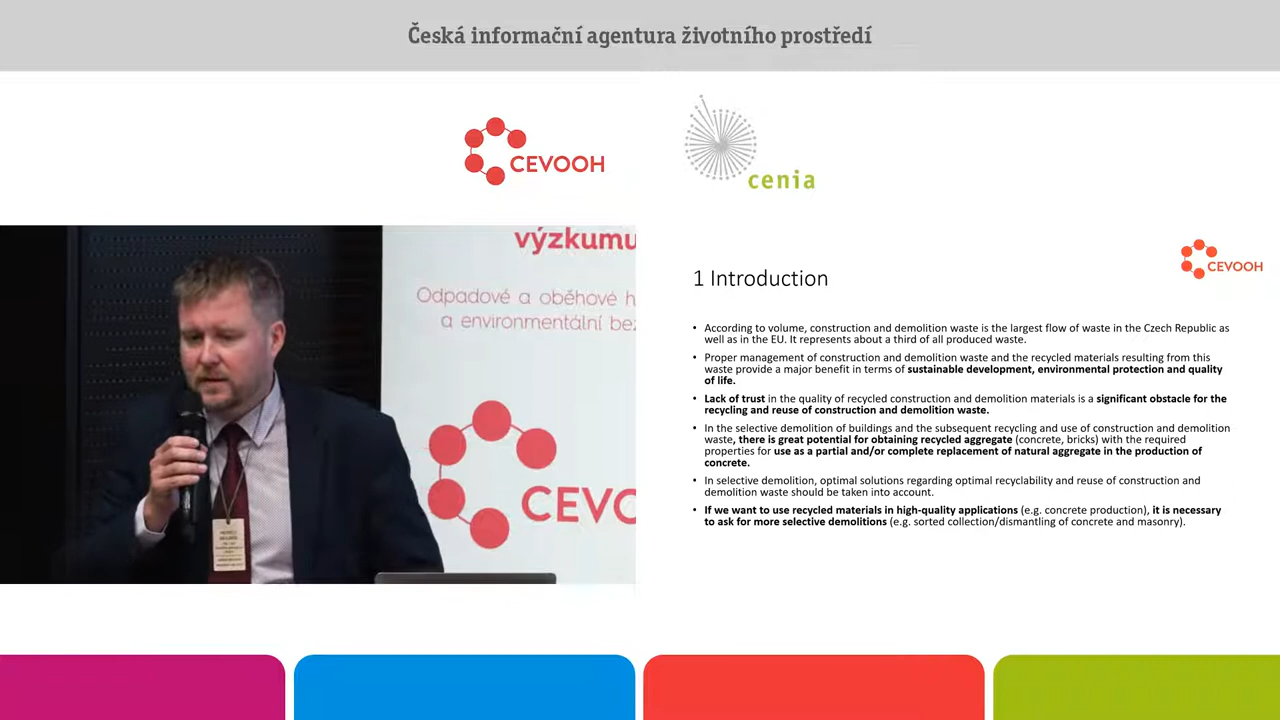 Česká informační agentura životního prostředí
CEVOOH
cenia
výzkumu
Odpadové a oběhové h
a environmentální be
CEVO
CEVOOH
1 Introduction
• According to volume, construction and demolition waste is the largest flow of waste in the Czech Republic as
well as in the EU. It represents about a third of all produced waste.
• Proper management of construction and demolition waste and the recycled materials resulting from this
waste provide a major benefit in terms of sustainable development, environmental protection and quality
of life.
• Lack of trust in the quality of recycled construction and demolition materials is a significant obstacle for the
recycling and reuse of construction and demolition waste.
• In the selective demolition of buildings and the subsequent recycling and use of construction and demolition
waste, there is great potential for obtaining recycled aggregate (concrete, bricks) with the required
properties for use as a partial and/or complete replacement of natural aggregate in the production of
concrete.
• In selective demolition, optimal solutions regarding optimal recyclability and reuse of construction and
demolition waste should be taken into account.
• If we want to use recycled materials in high-quality applications (e.g. concrete production), it is necessary
to ask for more selective demolitions (e.g. sorted collection/dismantling of concrete and masonry).